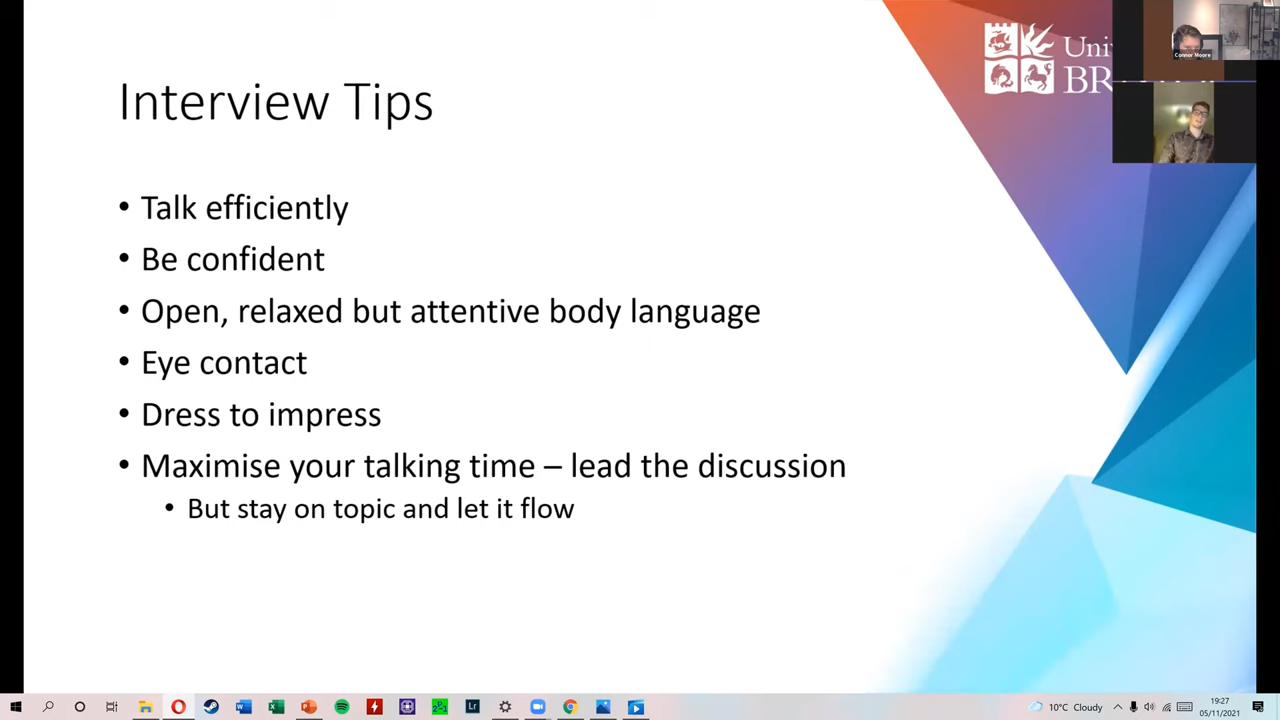 Interview Tips
• Talk efficiently
• Be confident
• Open, relaxed but attentive body language
• Eye contact
• Dress to impress
• Maximise your talking time – lead the discussion
• But stay on topic and let it flow
Connor Moore
10°C Cloudy
19:27
05/11/2021